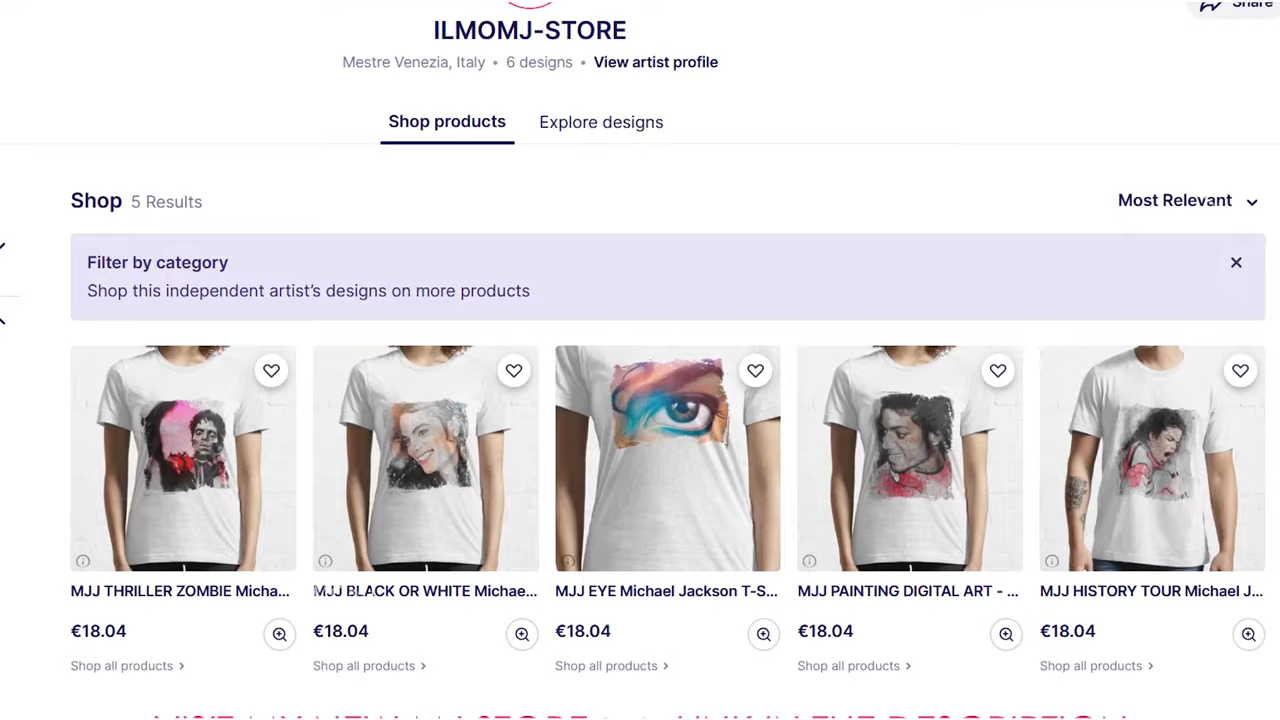 Share
ILMOMJ-STORE
Mestre Venezia, Italy • 6 designs • View artist profile
Shop products Explore designs
Shop 5 Results Most Relevant
Filter by category
Shop this independent artist's designs on more products
MJJ THRILLER ZOMBIE Micha... MJJ BLACK OR WHITE Michae... MJJ EYE Michael Jackson T-S... MJJ PAINTING DIGITAL ART - ... MJJ HISTORY TOUR Michael J...
€18.04 €18.04 €18.04 €18.04 €18.04
Shop all products Shop all products Shop all products Shop all products Shop all products